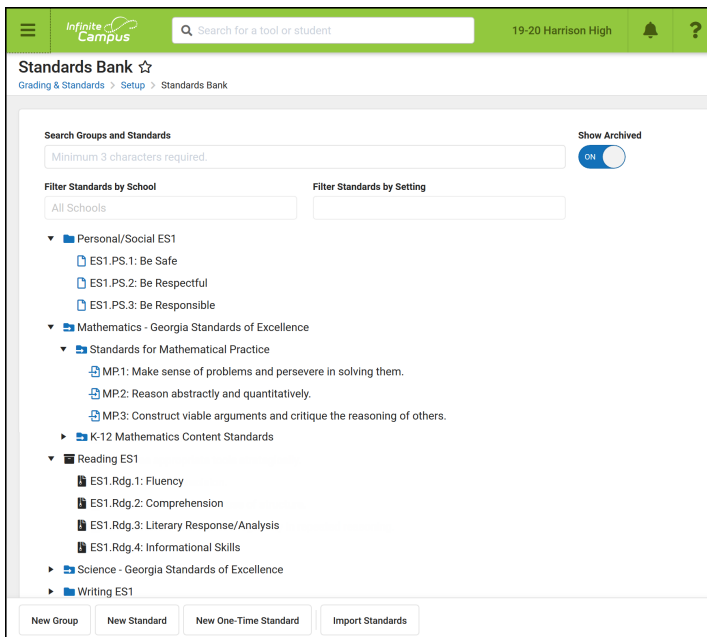 Infinite Campus
Search for a tool or student
19-20 Harrison High
?
Standards Bank
Grading & Standards > Setup > Standards Bank
Search Groups and Standards
Show Archived
Minimum 3 characters required.
ON
Filter Standards by School
Filter Standards by Setting
All Schools
Personal/Social ES1
ES1.PS.1: Be Safe
ES1.PS.2: Be Respectful
ES1.PS.3: Be Responsible
Mathematics - Georgia Standards of Excellence
Standards for Mathematical Practice
MP.1: Make sense of problems and persevere in solving them.
MP.2: Reason abstractly and quantitatively.
MP.3: Construct viable arguments and critique the reasoning of others.
K-12 Mathematics Content Standards
Reading ES1
ES1.Rdg.1: Fluency
ES1.Rdg.2: Comprehension
ES1.Rdg.3: Literary Response/Analysis
ES1.Rdg.4: Informational Skills
Science - Georgia Standards of Excellence
Writing ES1
New Group
New Standard
New One-Time Standard
Import Standards